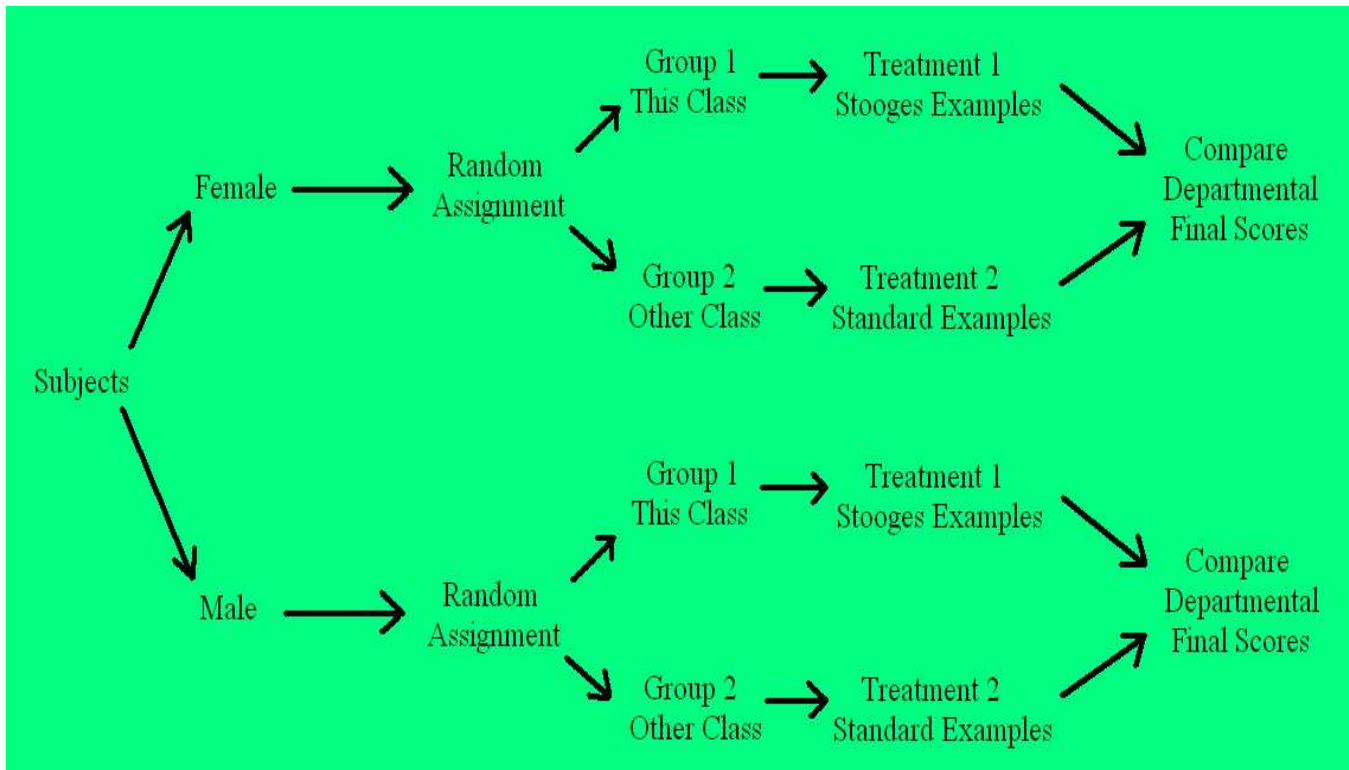 Subjects
Female
Random
Assignment
Group 1
This Class
Treatment 1
Stooges Examples
Group 2
Other Class
Treatment 2
Standard Examples
Compare
Departmental
Final Scores
Male
Random
Assignment
Group 1
This Class
Treatment 1
Stooges Examples
Group 2
Other Class
Treatment 2
Standard Examples
Compare
Departmental
Final Scores